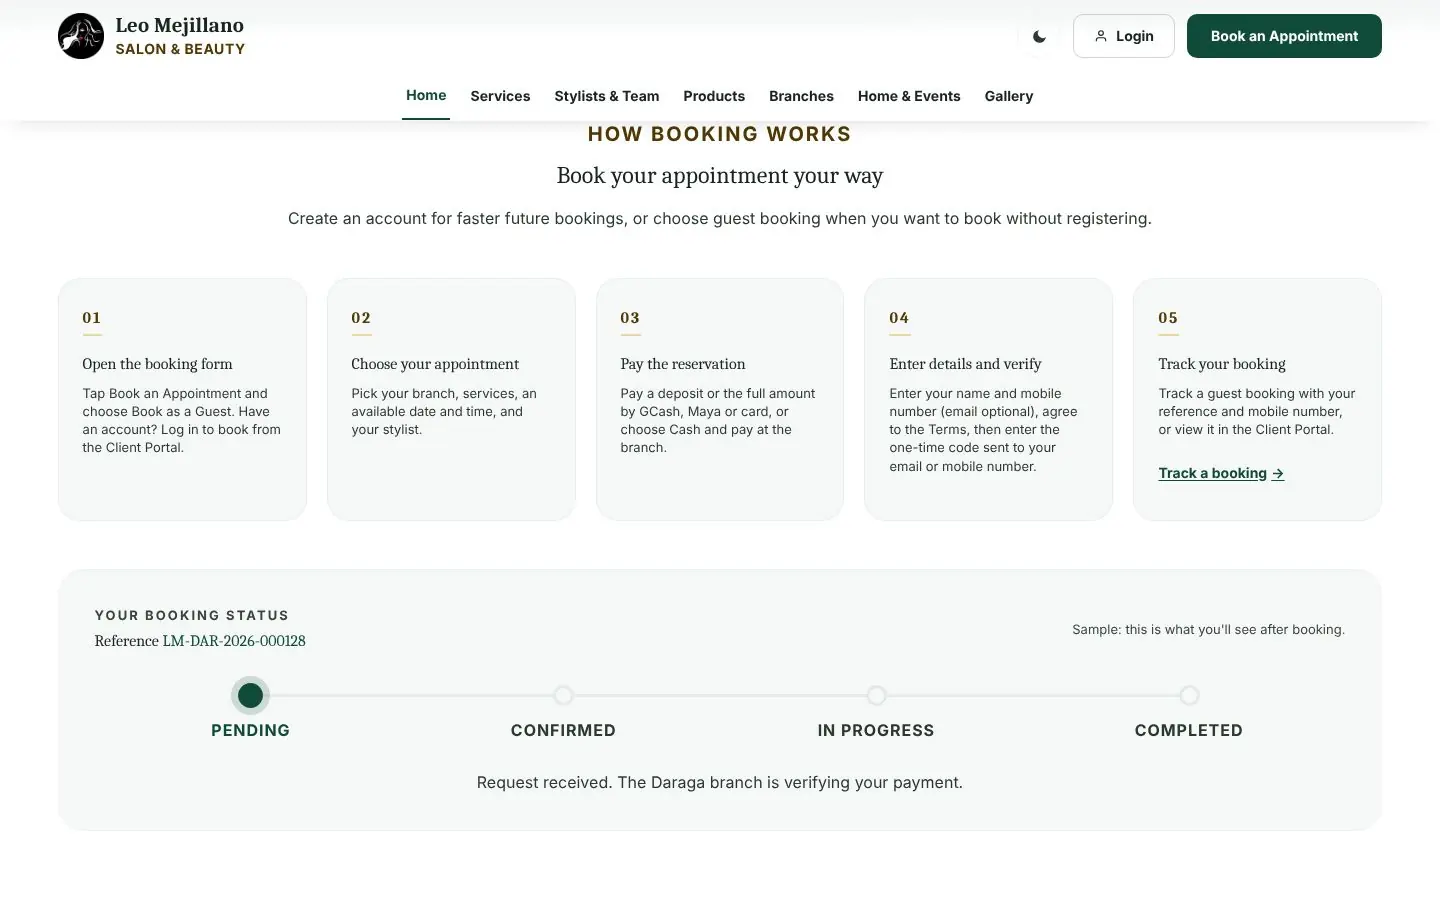 Leo Mejillano
SALON & BEAUTY
Login
Book an Appointment
Home
Services
Stylists & Team
Products
Branches
Home & Events
Gallery
HOW BOOKING WORKS
Book your appointment your way
Create an account for faster future bookings, or choose guest booking when you want to book without registering.
01
Open the booking form
Tap Book an Appointment and
choose Book as a Guest. Have
an account? Log in to book from
the Client Portal.
02
Choose your appointment
Pick your branch, services, an
available date and time, and
your stylist.
03
Pay the reservation
Pay a deposit or the full amount
by GCash, Maya or card, or
choose Cash and pay at the
branch.
04
Enter details and verify
Enter your name and mobile
number (email optional), agree
to the Terms, then enter the
one-time code sent to your
email or mobile number.
05
Track your booking
Track a guest booking with your
reference and mobile number,
or view it in the Client Portal.
Track a booking →
YOUR BOOKING STATUS
Reference LM-DAR-2026-000128
Sample: this is what you'll see after booking.
PENDING
CONFIRMED
IN PROGRESS
COMPLETED
Request received. The Daraga branch is verifying your payment.